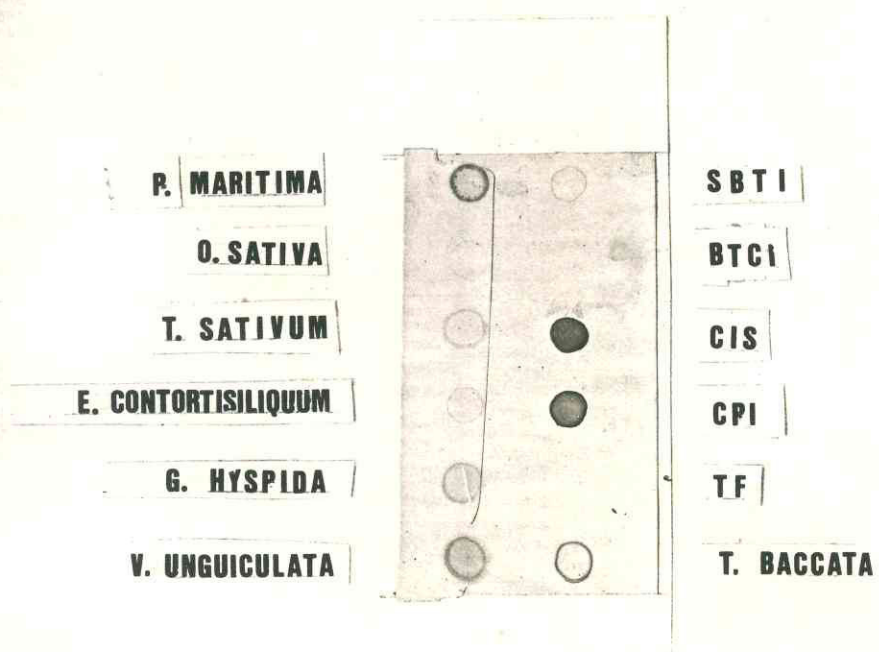 P. MARITIMA
SBTI
O. SATIVA
BTCI
T. SATIVUM
CIS
E. CONTORTISILIQUUM
CPI
G. HYSPIDA
TF
V. UNGUICULATA
T. BACCATA